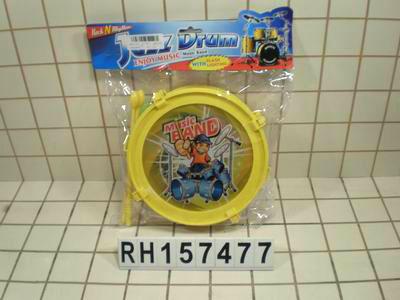 Rock N Rhythm
Jazz Drum
ENJOY MUSIC Music Band
WITH FLASH LIGHTING
Music
BAND
RH157477